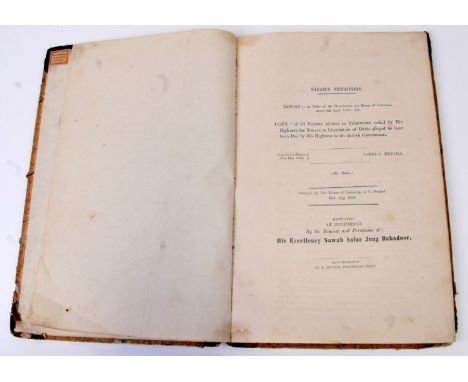 NIZAM'S TERRITORY.
RETURN to an Order of the Honourable the House of Commons,
dated
COPY "of all PAPERS relative to TERRITORY ceded by His
Highness the NIZAM, in Liquidation of Debts alleged to have
been Due by His Highness to the British Government."
JAMES C. MELVILL.
Ordered, by The House of Commons, to be Printed,
July 1854.
REPRINTED
AT HYDERABAD,
By the Request and Permission of
His Excellency Nawab Salar Jung Bahadoor.